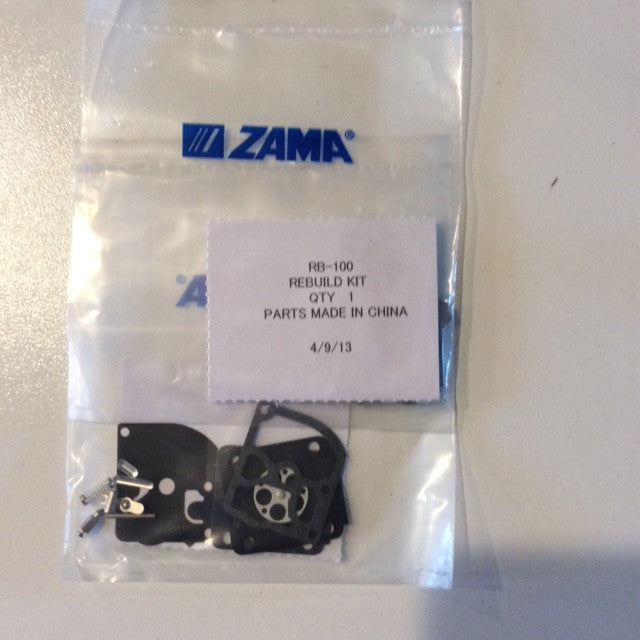 ZAMA®
RB-100
REBUILD KIT
QTY 1
PARTS MADE IN CHINA
4/9/13